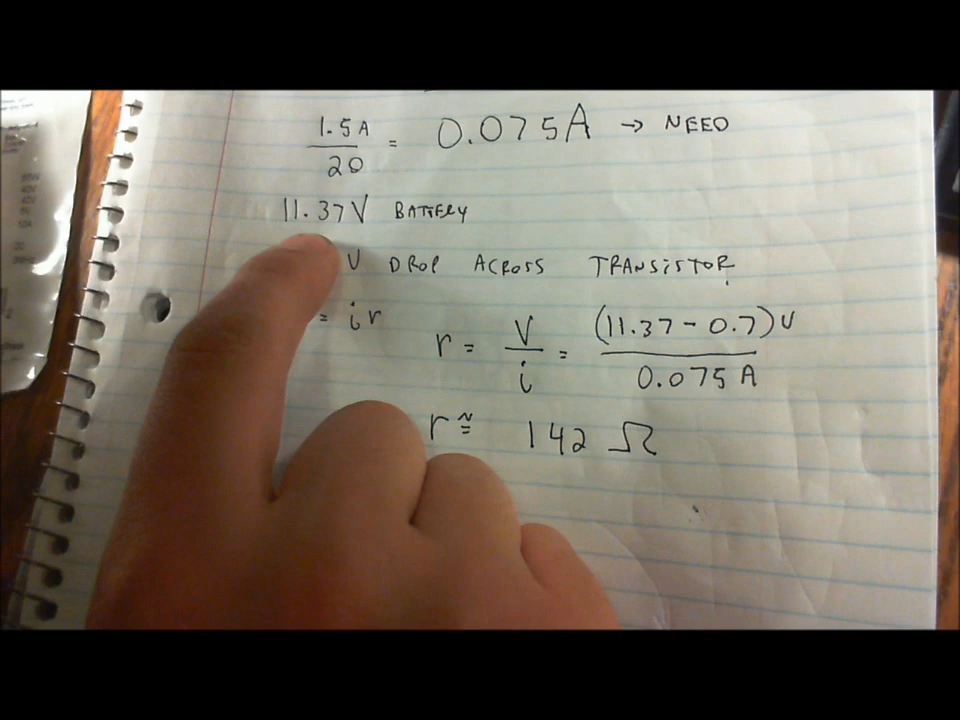 1.5A / 20 = 0.075A → NEED
11.37V BATTERY
V DROP ACROSS TRANSISTOR
= ir
r = V / i = (11.37 - 0.7)V / 0.075 A
r ≅ 142 Ω